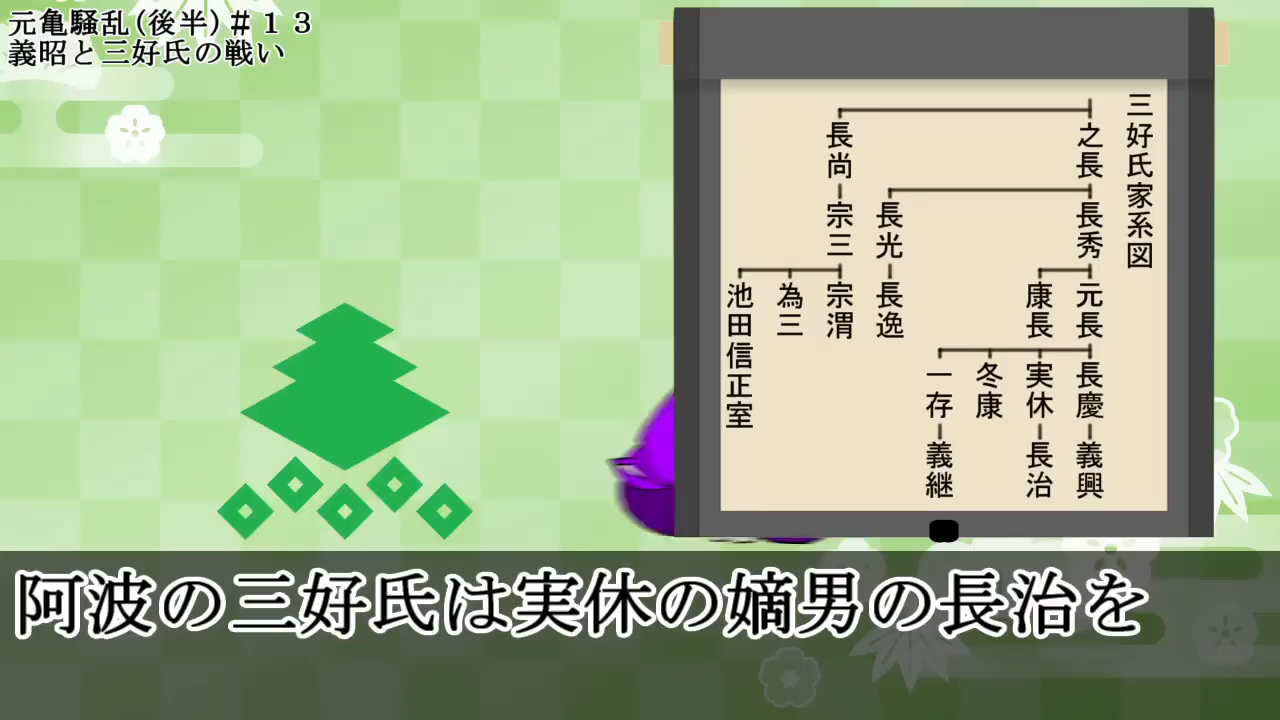 元亀騒乱(後半)＃１３
義昭と三好氏の戦い
三好氏家系図
之長
長尚
長秀
長光
宗三
元長
康長
長逸
宗渭
為三
池田信正室
長慶
実休
冬康
一存
義興
長治
義継
阿波の三好氏は実休の嫡男の長治を